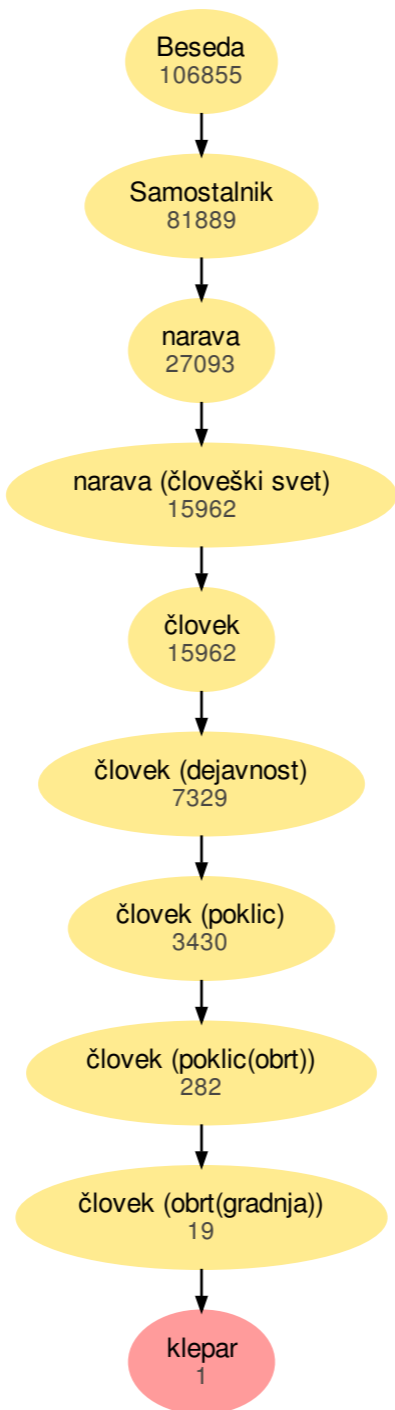 Beseda
106855
Samostalnik
81889
narava
27093
narava (človeški svet)
15962
človek
15962
človek (dejavnost)
7329
človek (poklic)
3430
človek (poklic(obrt))
282
človek (obrt(gradnja))
19
klepar
1